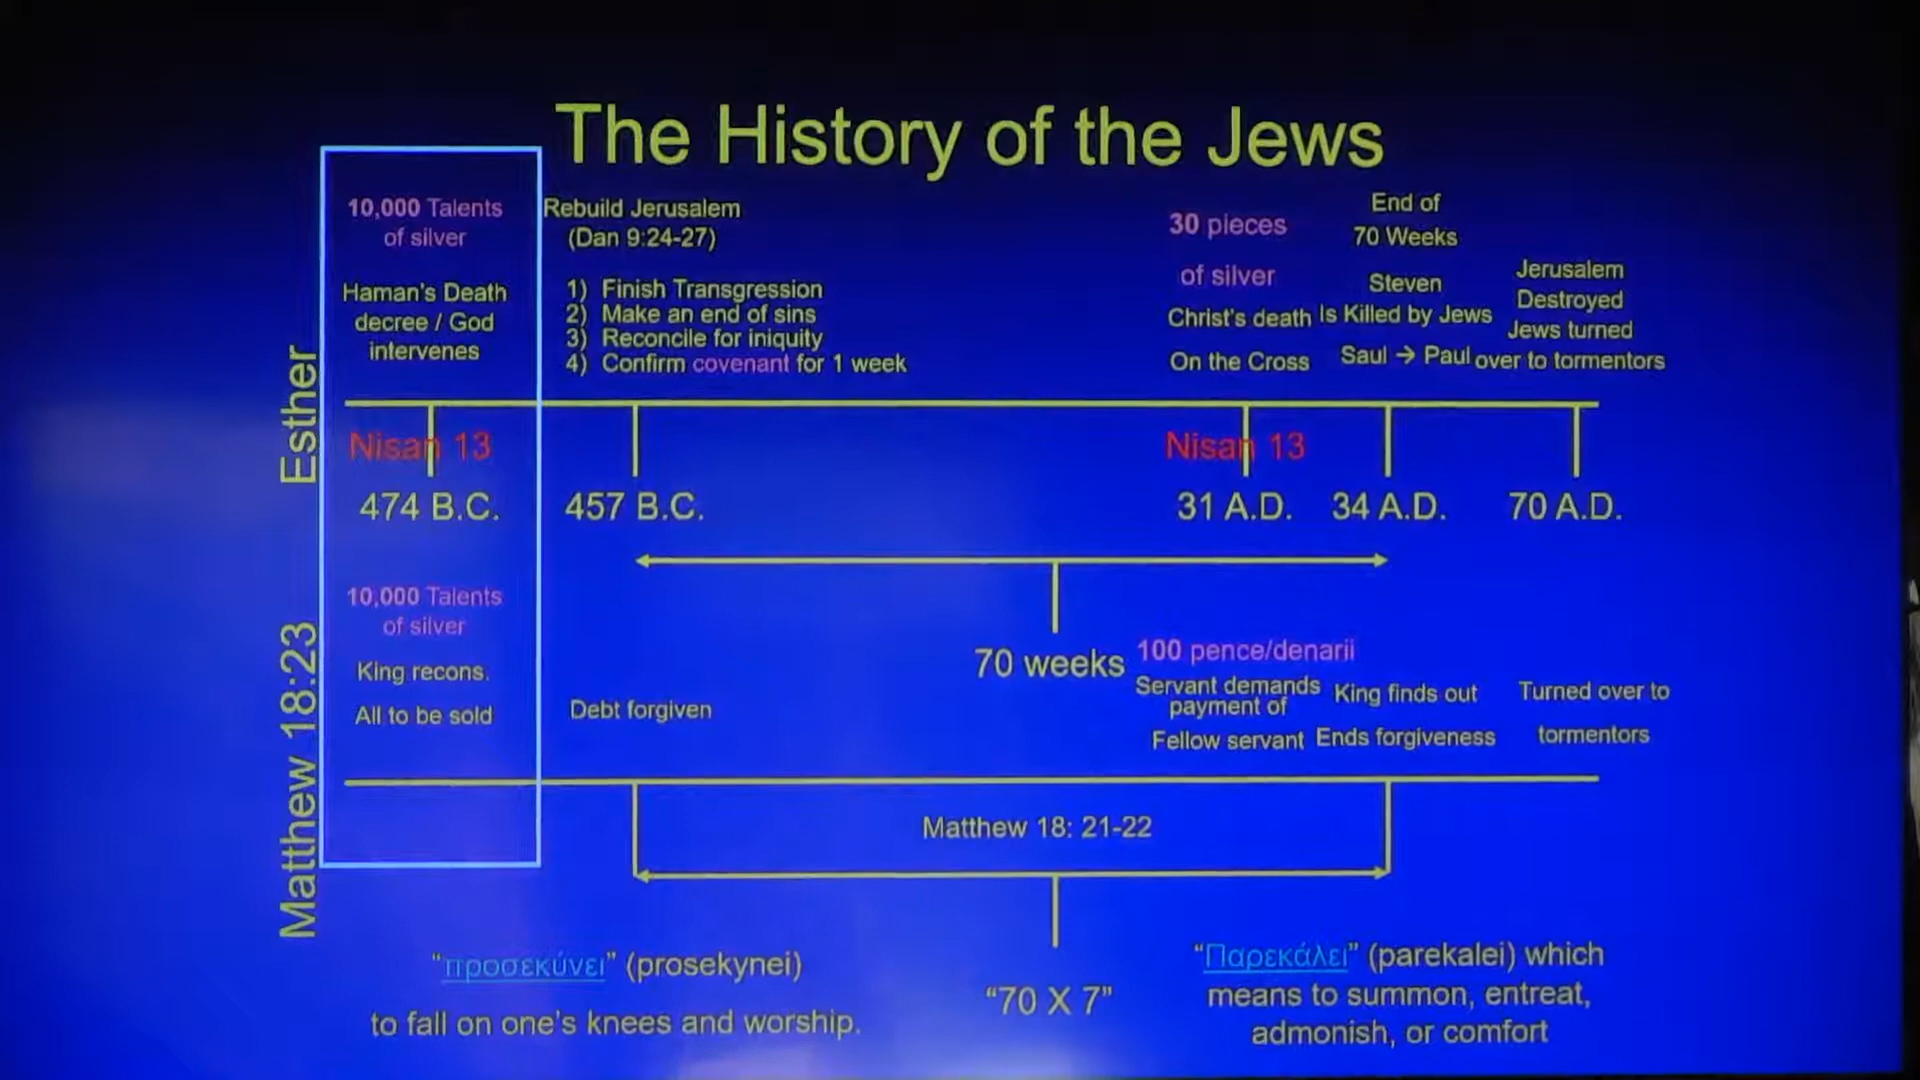 The History of the Jews
Esther
10,000 Talents
of silver
Haman's Death
decree / God
intervenes
Rebuild Jerusalem
(Dan 9:24-27)
1) Finish Transgression
2) Make an end of sins
3) Reconcile for iniquity
4) Confirm covenant for 1 week
30 pieces
of silver
Christ's death
On the Cross
End of
70 Weeks
Steven
Is Killed by Jews
Saul → Paul
Jerusalem
Destroyed
Jews turned
over to tormentors
Nisan 13
Nisan 13
474 B.C.
457 B.C.
31 A.D.
34 A.D.
70 A.D.
70 weeks
Matthew 18:23
10,000 Talents
of silver
King recons.
All to be sold
Debt forgiven
100 pence/denarii
Servant demands
payment of
Fellow servant
King finds out
Ends forgiveness
Turned over to
tormentors
Matthew 18: 21-22
"70 X 7"
"προσεκύνει" (prosekynei)
to fall on one's knees and worship.
"Παρεκάλει" (parekalei) which
means to summon, entreat,
admonish, or comfort